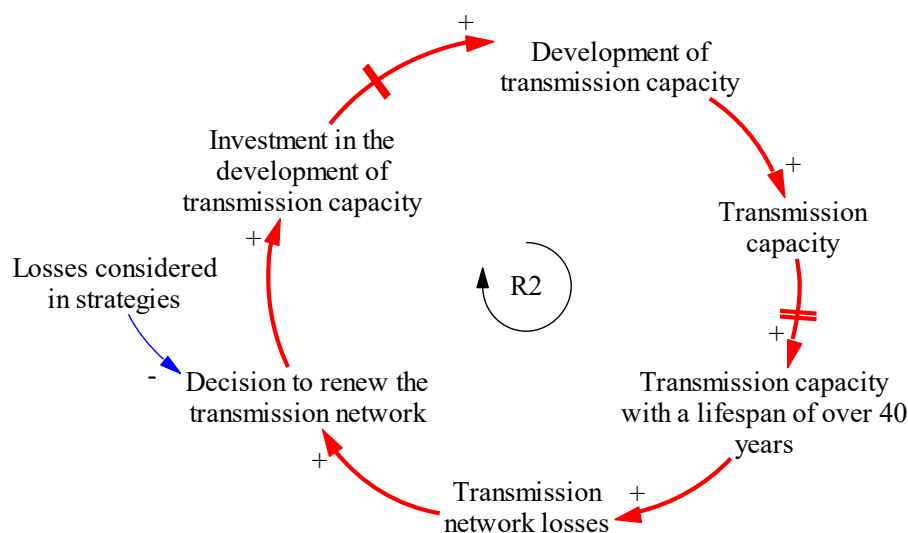 +
Development of
transmission capacity
+
Transmission
capacity
+
Transmission capacity
with a lifespan of over 40
years
+
Transmission
network losses
+
Decision to renew the
transmission network
-
Losses considered
in strategies
+
Investment in the
development of
transmission capacity
R2